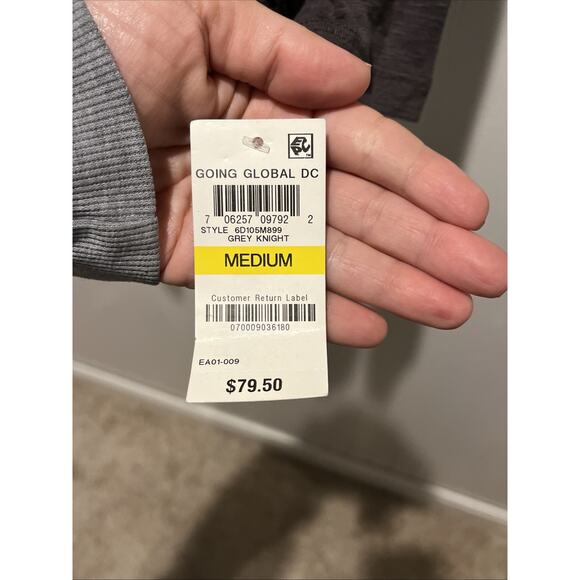 GOING GLOBAL DC
7 06257 09792 2
STYLE 6D105M899
GREY KNIGHT
MEDIUM
Customer Return Label
070009036180
EA01-009
$79.50